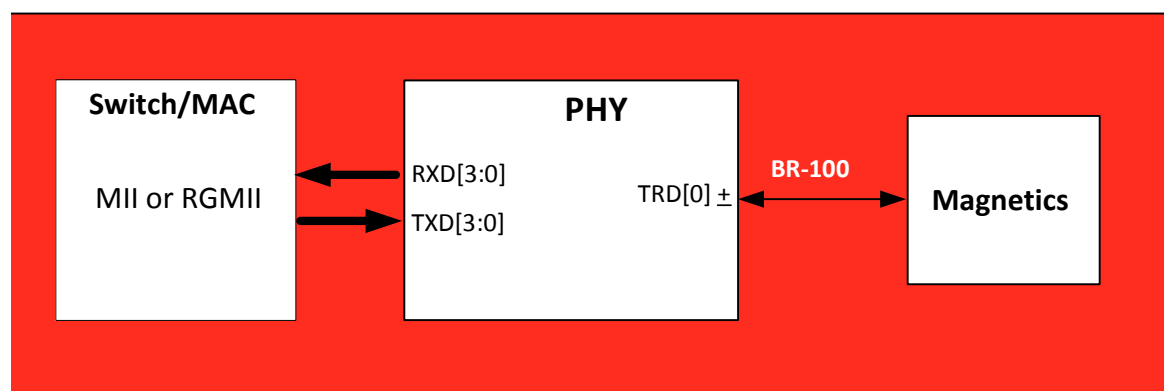 Switch/MAC
MII or RGMII
PHY
RXD[3:0]
TXD[3:0]
TRD[0] ±
BR-100
Magnetics